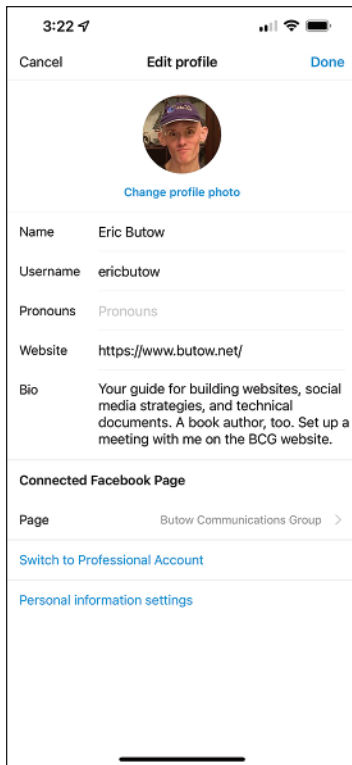 3:22
Cancel Edit profile Done
Change profile photo
Name Eric Butow
Username ericbutow
Pronouns Pronouns
Website https://www.butow.net/
Bio Your guide for building websites, social
media strategies, and technical
documents. A book author, too. Set up a
meeting with me on the BCG website.
Connected Facebook Page
Page Butow Communications Group
Switch to Professional Account
Personal information settings